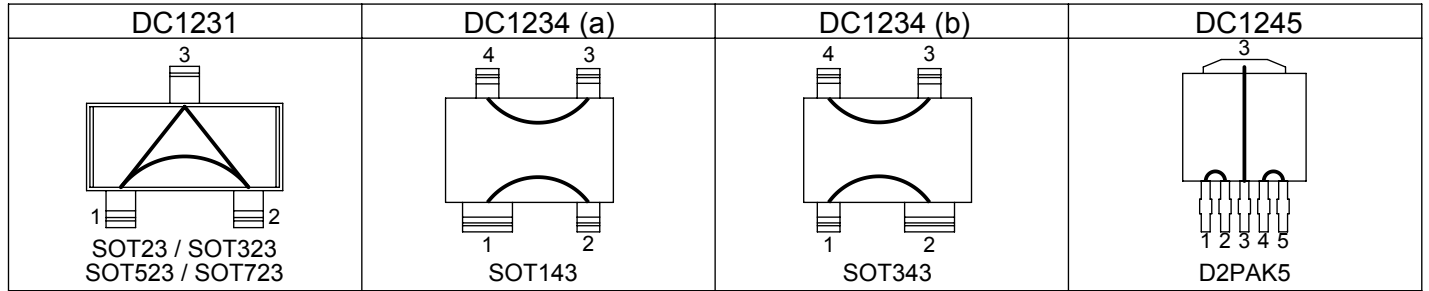 DC1231 DC1234 (a) DC1234 (b) DC1245
3
1 2
SOT23 / SOT323
SOT523 / SOT723
4 3
1 2
SOT143
4 3
1 2
SOT343
3
1 2 3 4 5
D2PAK5